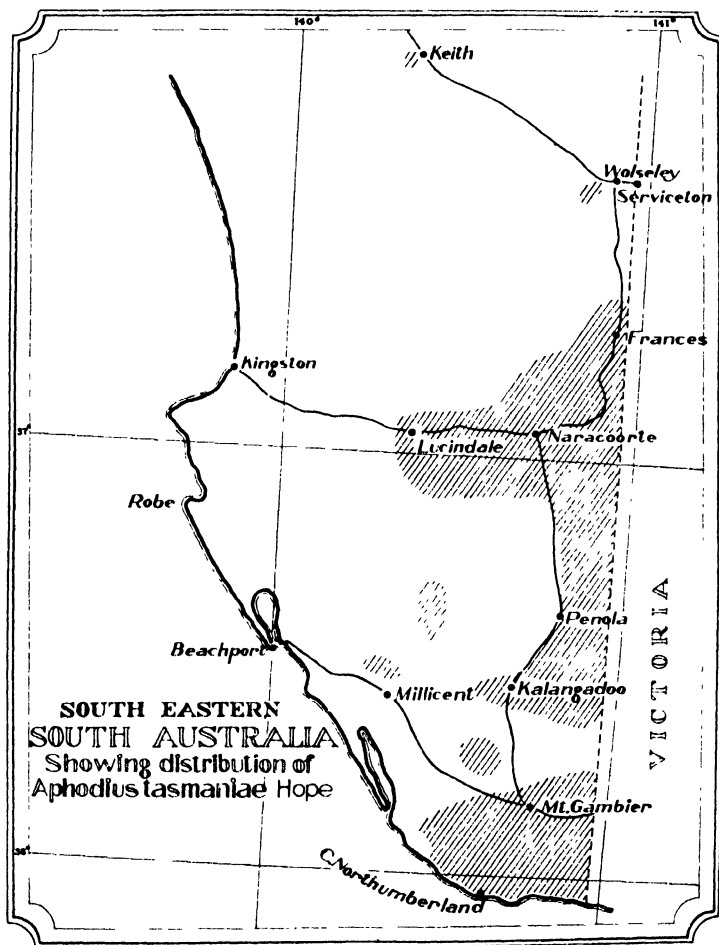 140°
141°
Keith
Wolseley
Serviceton
Frances
Kingston
37°
Lucindale
Naracoorte
Robe
Penola
Beachport
Kalangadoo
Millicent
VICTORIA
SOUTH EASTERN
SOUTH AUSTRALIA
Showing distribution of
Aphodius tasmaniae Hope
Mt. Gambier
38°
C. Northumberland